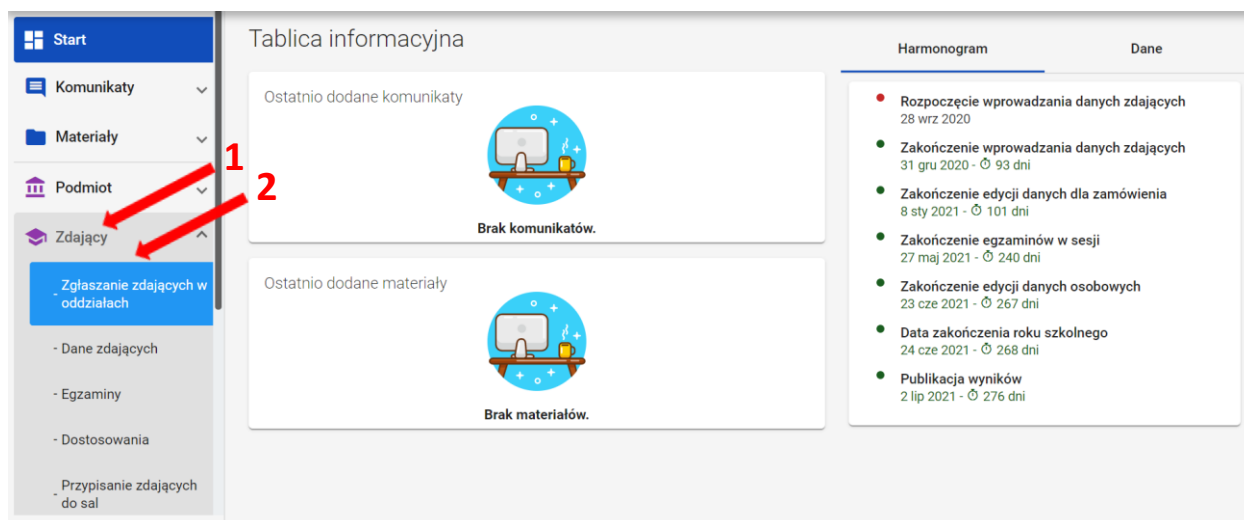 Start
Komunikaty
Materiały
Podmiot
Zdający
- Zgłaszanie zdających w
oddziałach
- Dane zdających
- Egzaminy
- Dostosowania
- Przypisanie zdających
do sal
1
2
Tablica informacyjna
Ostatnio dodane komunikaty
Brak komunikatów.
Ostatnio dodane materiały
Brak materiałów.
Harmonogram
Dane
Rozpoczęcie wprowadzania danych zdających
28 wrz 2020
Zakończenie wprowadzania danych zdających
31 gru 2020 - ⏱ 93 dni
Zakończenie edycji danych dla zamówienia
8 sty 2021 - ⏱ 101 dni
Zakończenie egzaminów w sesji
27 maj 2021 - ⏱ 240 dni
Zakończenie edycji danych osobowych
23 cze 2021 - ⏱ 267 dni
Data zakończenia roku szkolnego
24 cze 2021 - ⏱ 268 dni
Publikacja wyników
2 lip 2021 - ⏱ 276 dni